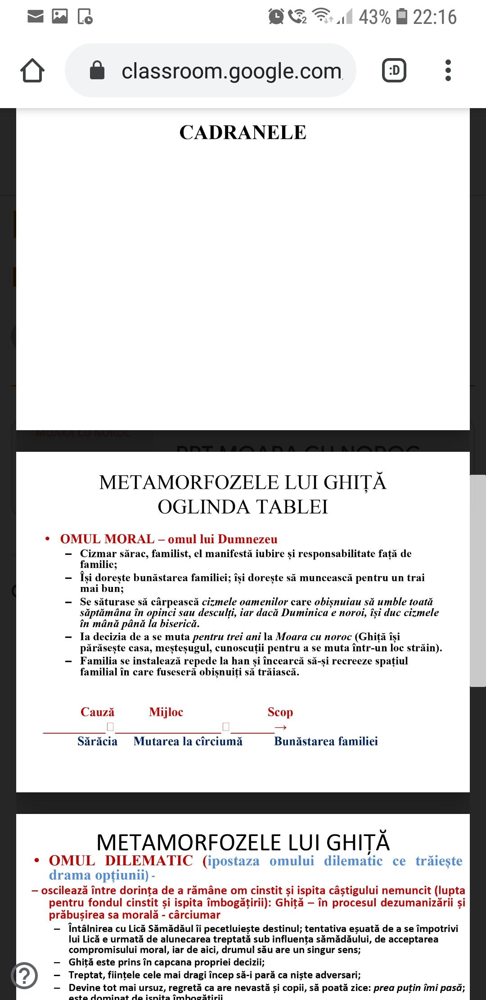 43% 22:16
classroom.google.com
:D
CADRANELE
MOARA CU NOROC
PPT MOARA CU NOROC
METAMORFOZELE LUI GHIȚĂ
OGLINDA TABLEI
• OMUL MORAL – omul lui Dumnezeu
– Cizmar sărac, familist, el manifestă iubire și responsabilitate față de
familie;
– Își dorește bunăstarea familiei; își dorește să muncească pentru un trai
mai bun;
– Se săturase să cârpească cizmele oamenilor care obișnuiau să umble toată
săptămâna în opinci sau desculți, iar dacă Duminica e noroi, își duc cizmele
în mână până la biserică.
– Ia decizia de a se muta pentru trei ani la Moara cu noroc (Ghiță își
părăsește casa, meșteșugul, cunoscuții pentru a se muta într-un loc străin).
– Familia se instalează repede la han și încearcă să-și recreeze spațiul
familial în care fuseseră obișnuiți să trăiască.
Cauză Mijloc Scop
→
Sărăcia Mutarea la cîrciumă Bunăstarea familiei
METAMORFOZELE LUI GHIȚĂ
• OMUL DILEMATIC (ipostaza omului dilematic ce trăiește
drama opțiunii) -
– oscilează între dorința de a rămâne om cinstit și ispita câștigului nemuncit (lupta
pentru fondul cinstit și ispita îmbogățirii): Ghiță – în procesul dezumanizării și
prăbușirea sa morală - cârciumar
– Întâlnirea cu Lică Sămădăul îi pecetluiește destinul; tentativa eșuată de a se împotrivi
lui Lică e urmată de alunecarea treptată sub influența sămădăului, de acceptarea
compromisului moral, iar de aici, drumul său are un singur sens;
– Ghiță este prins în capcana propriei decizii;
– Treptat, ființele cele mai dragi încep să-i pară ca niște adversari;
– Devine tot mai ursuz, regretă ca are nevastă și copii, să poată zice: prea puțin îmi pasă;
este dominat de ispita îmbogățirii